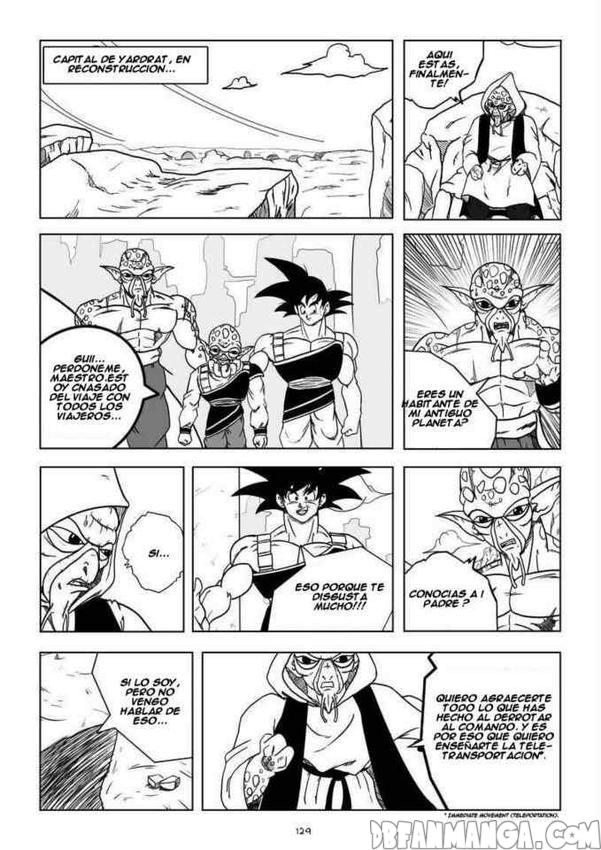 CAPITAL DE YARDRAT, EN
RECONSTRUCCION...
AQUI
ESTAS,
FINALMEN-
TE!
GUII...
PERDONEME,
MAESTRO.EST
OY CNASADO
DEL VIAJE CON
TODOS LOS
VIAJEROS...
ERES UN
HABITANTE DE
MI ANTIGUO
PLANETA?
SI...
ESO PORQUE TE
DISGUSTA
MUCHO!!!
CONOCIAS A I
PADRE ?
SI LO SOY,
PERO NO
VENGO
HABLAR DE
ESO...
QUIERO AGRAECERTE
TODO LO QUE HAS
HECHO AL DERROTAR
AL COMANDO. Y ES
POR ESO QUE QUIERO
ENSEÑARTE LA TELE-
TRANSPORTACION*.
* IMMEDIATE MOVEMENT (TELEPORTATION).
129
DBFANMANGA.COM